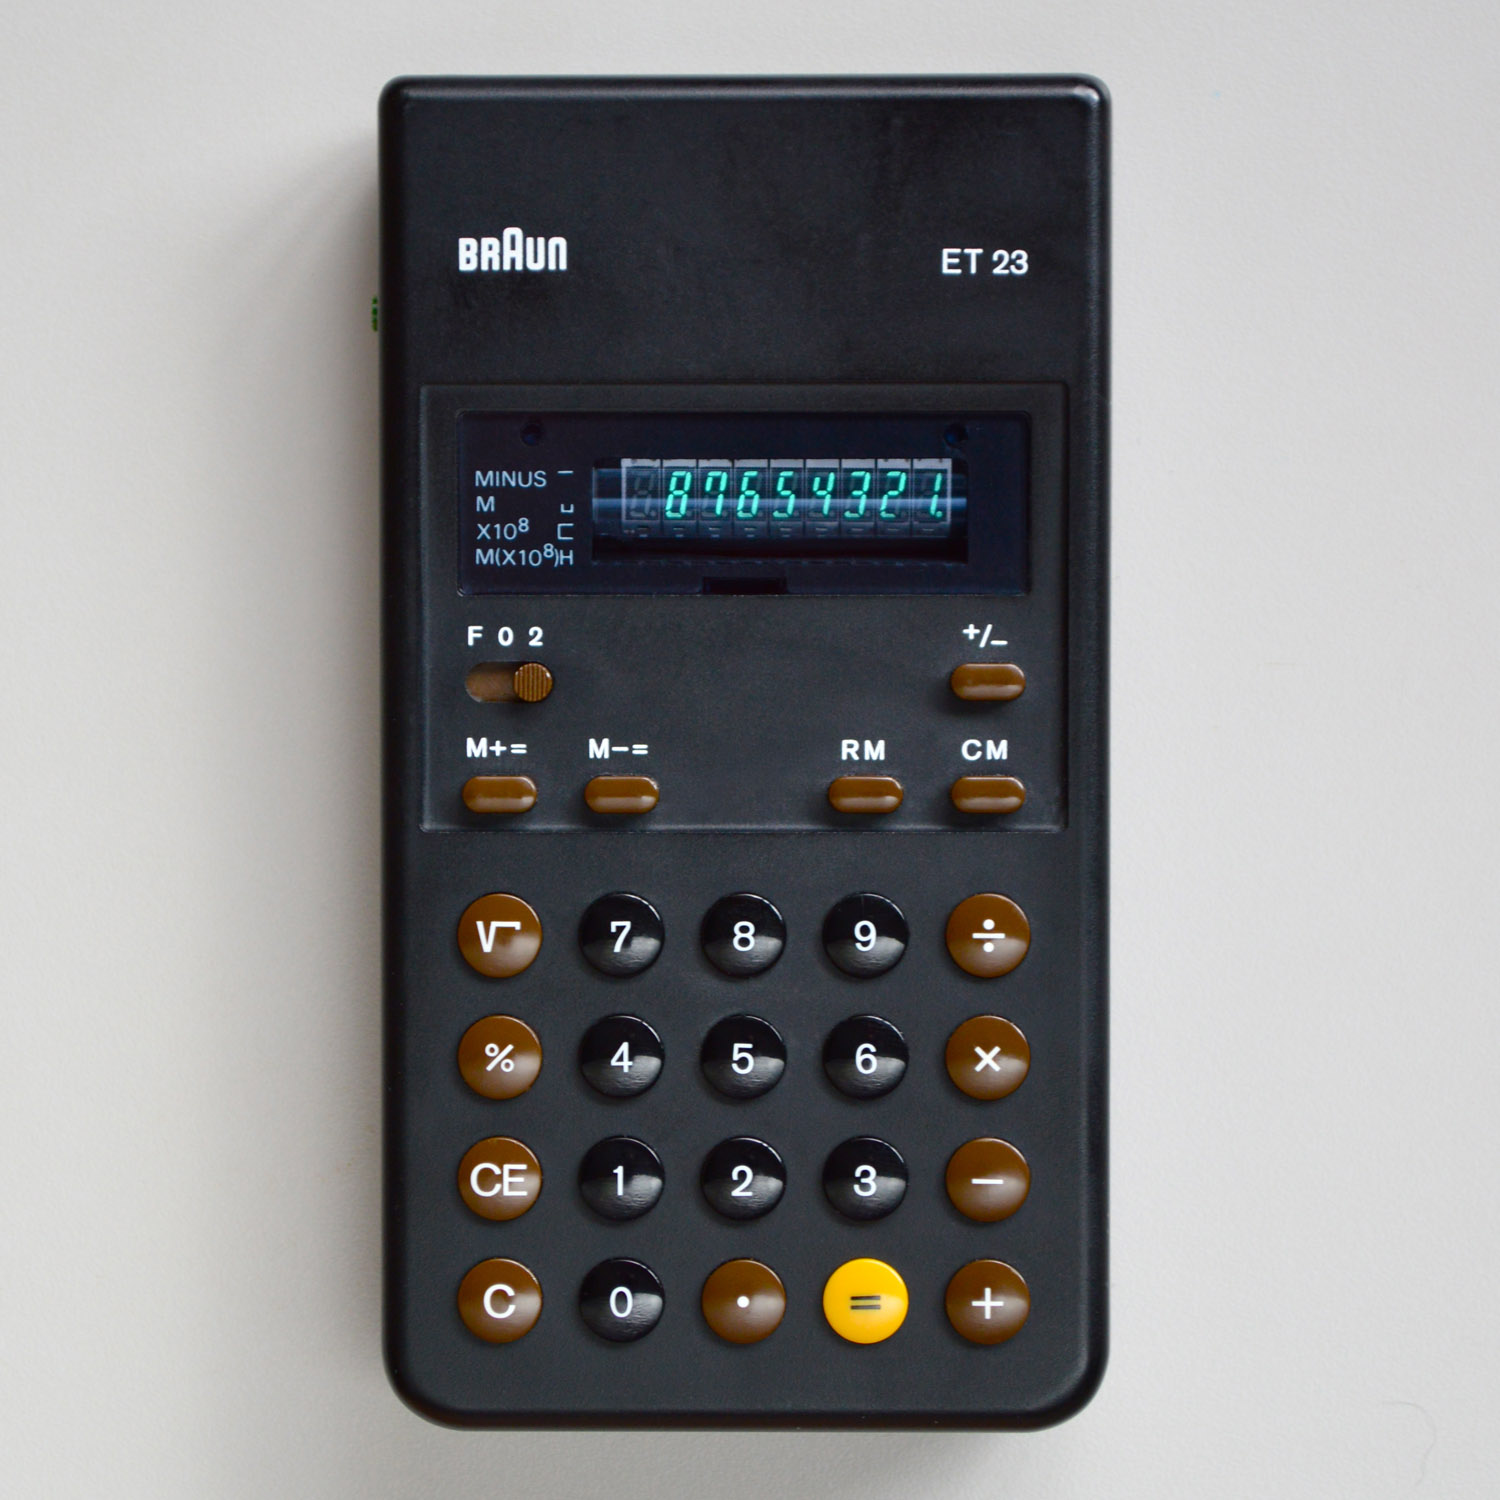 BRAUN ET 23
MINUS ‾ 87654321.
M ␣
X10⁸ [
M(X10⁸)H
F 0 2 +/−
M+= M−= RM CM
√ 7 8 9 ÷
% 4 5 6 ×
CE 1 2 3 −
C 0 . = +